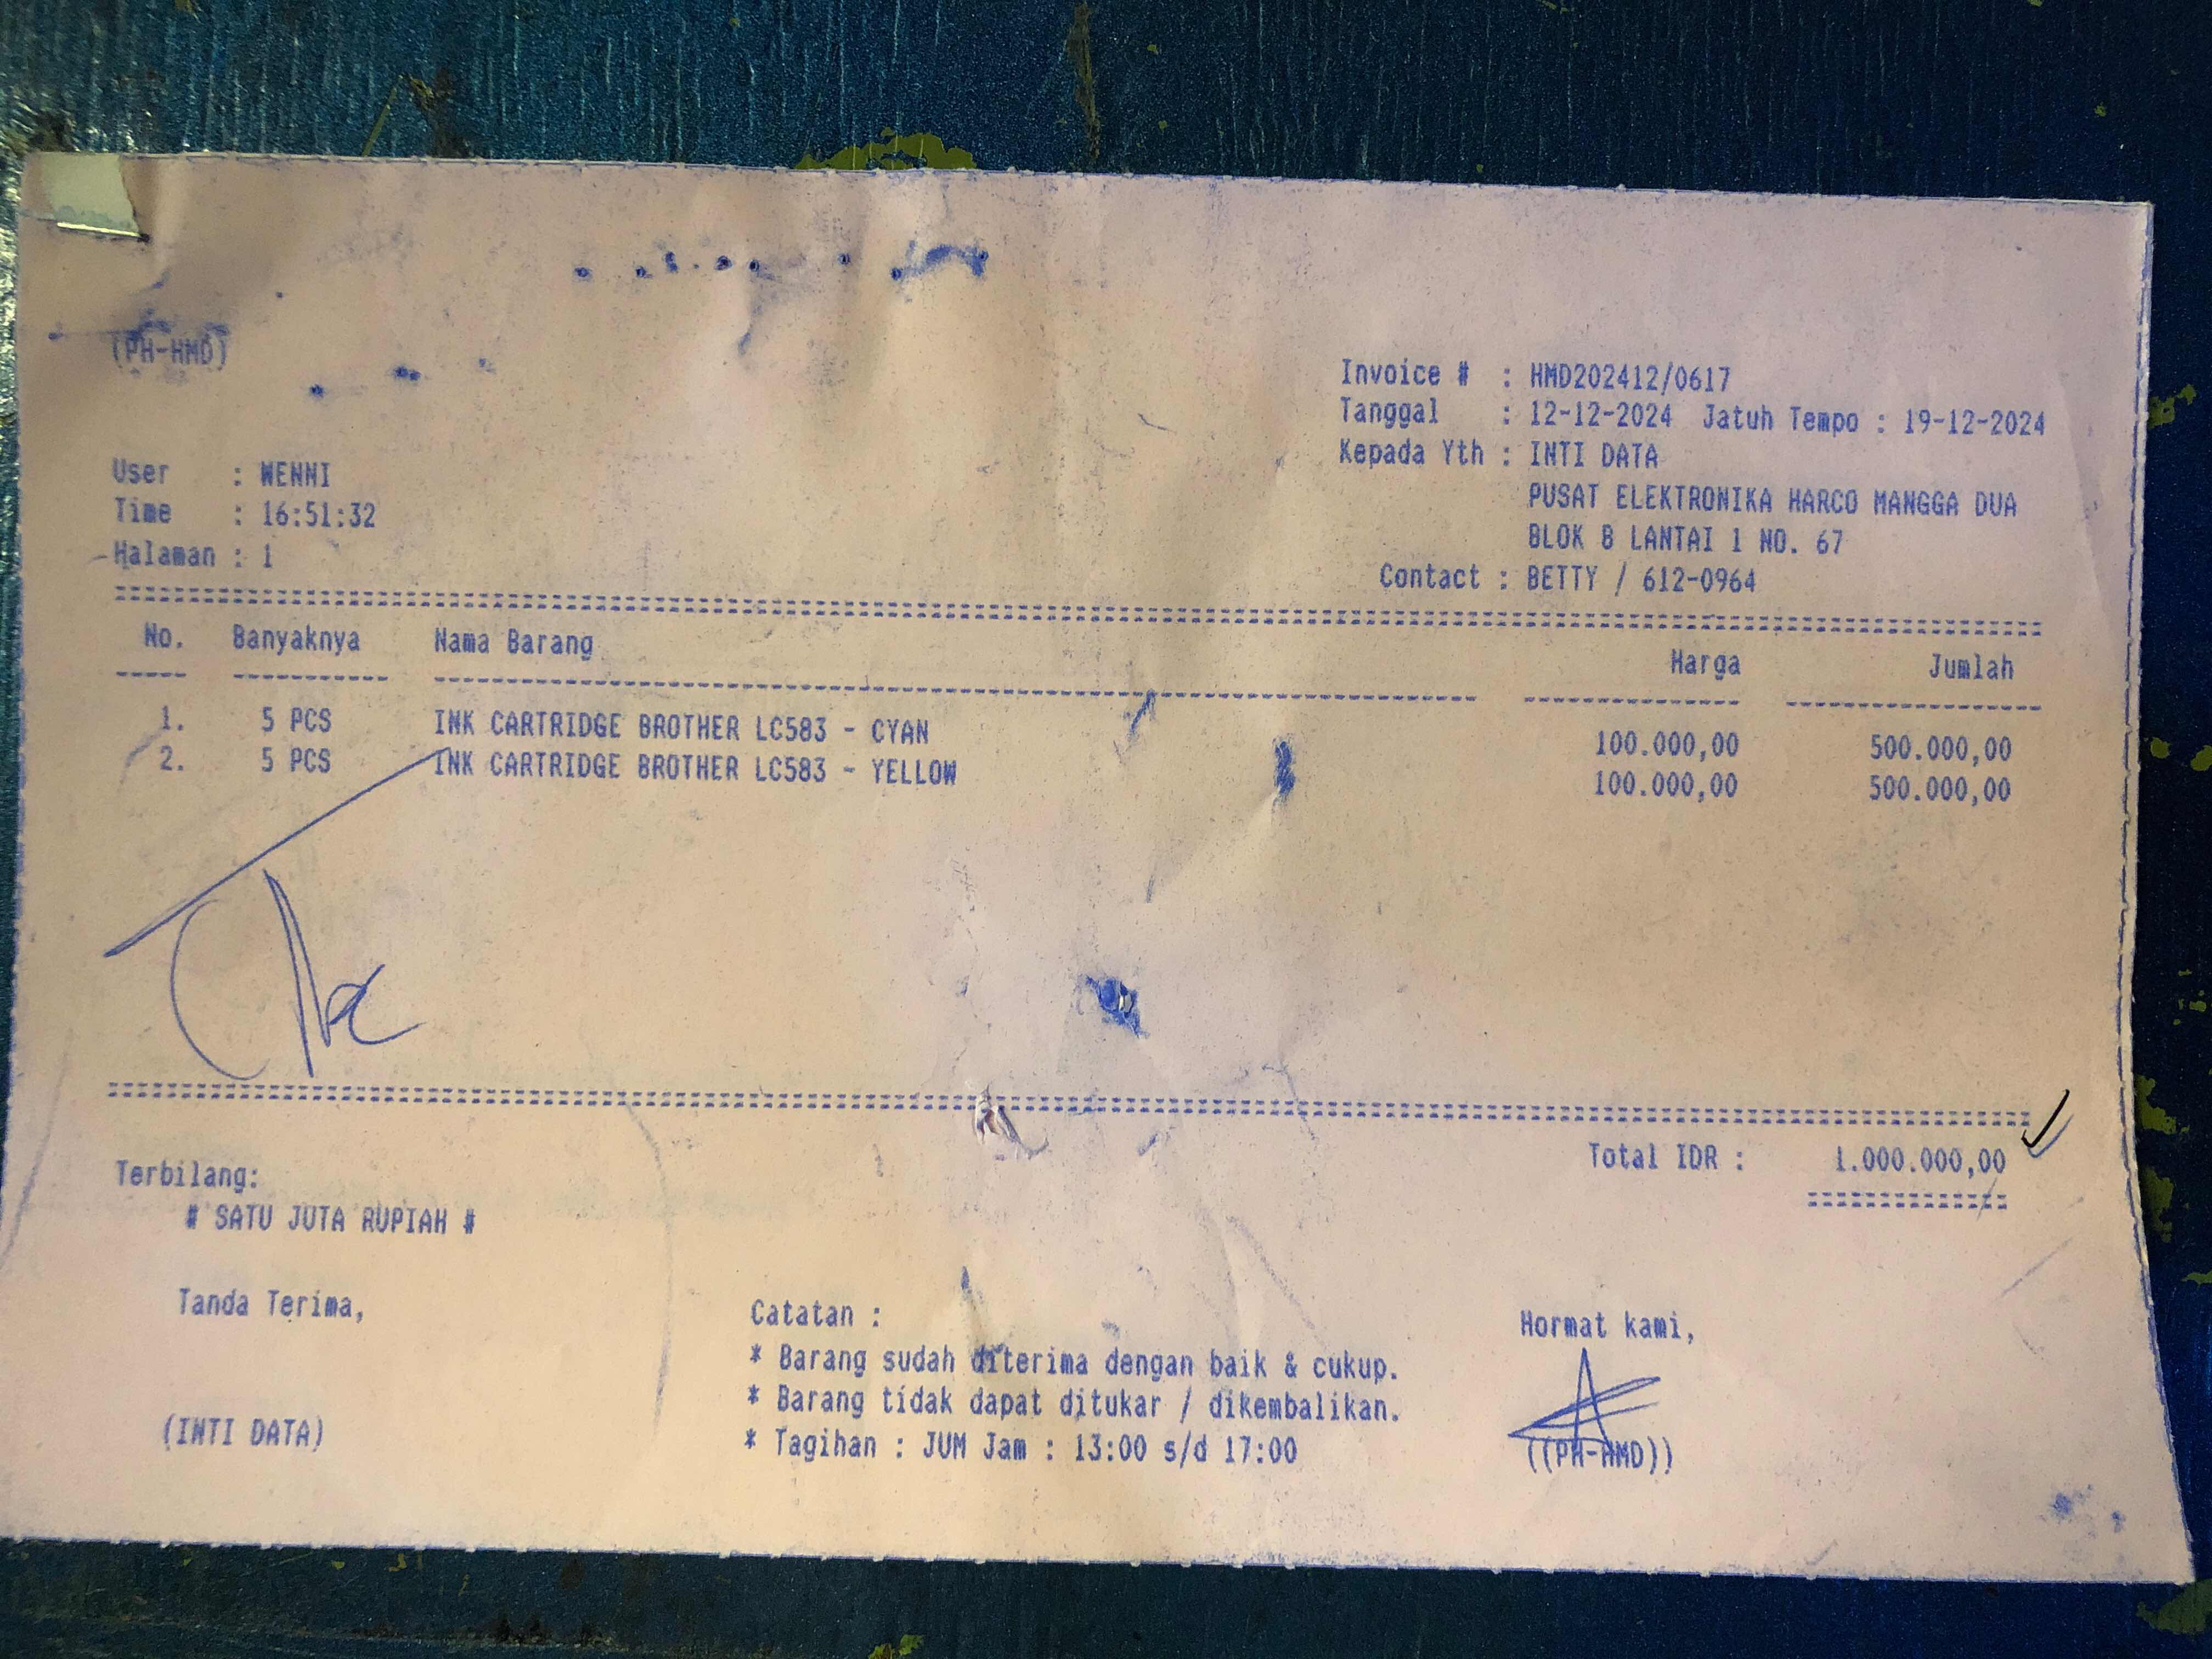 (PH-HMD)
Invoice # : HMD202412/0617
Tanggal : 12-12-2024 Jatuh Tempo : 19-12-2024
Kepada Yth : INTI DATA
PUSAT ELEKTRONIKA HARCO MANGGA DUA
BLOK B LANTAI 1 NO. 67
Contact : BETTY / 612-0964
User : WENNI
Time : 16:51:32
Halaman : 1
No. Banyaknya Nama Barang Harga Jumlah
1. 5 PCS INK CARTRIDGE BROTHER LC583 - CYAN 100.000,00 500.000,00
2. 5 PCS INK CARTRIDGE BROTHER LC583 - YELLOW 100.000,00 500.000,00
Total IDR : 1.000.000,00
Terbilang:
# SATU JUTA RUPIAH #
Tanda Terima,
(INTI DATA)
Catatan :
* Barang sudah diterima dengan baik & cukup.
* Barang tidak dapat ditukar / dikembalikan.
* Tagihan : JUM Jam : 13:00 s/d 17:00
Hormat kami,
((PH-HMD))